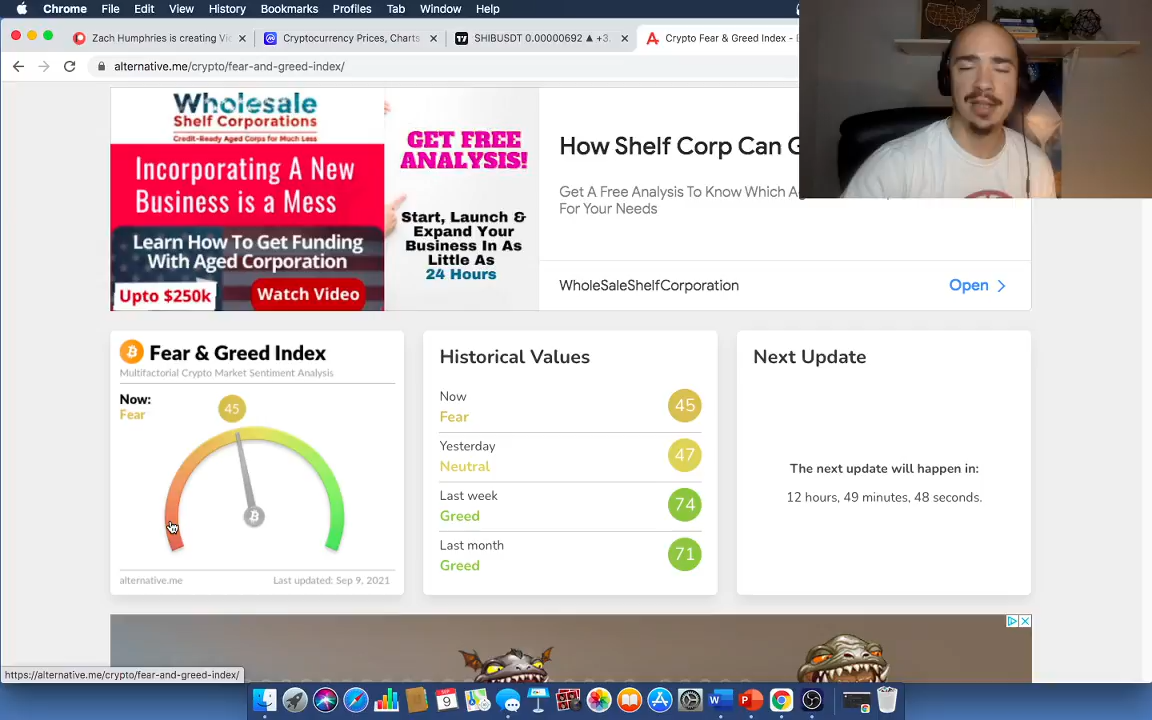 Chrome File Edit View History Bookmarks Profiles Tab Window Help
Zach Humphries is creating Vi
Cryptocurrency Prices, Charts
SHIBUSDT 0.00000692 ▲ +3.
Crypto Fear & Greed Index -
alternative.me/crypto/fear-and-greed-index/
Wholesale
Shelf Corporations
Credit-Ready Aged Corps for Much Less
Incorporating A New
Business is a Mess
Learn How To Get Funding
With Aged Corporation
Upto $250k
Watch Video
GET FREE
ANALYSIS!
Start, Launch &
Expand Your
Business In As
Little As
24 Hours
How Shelf Corp Can G
Get A Free Analysis To Know Which A
For Your Needs
WholeSaleShelfCorporation
Open
Fear & Greed Index
Multifactorial Crypto Market Sentiment Analysis
Now:
Fear
45
alternative.me
Last updated: Sep 9, 2021
Historical Values
Now
Fear
45
Yesterday
Neutral
47
Last week
Greed
74
Last month
Greed
71
Next Update
The next update will happen in:
12 hours, 49 minutes, 48 seconds.
https://alternative.me/crypto/fear-and-greed-index/